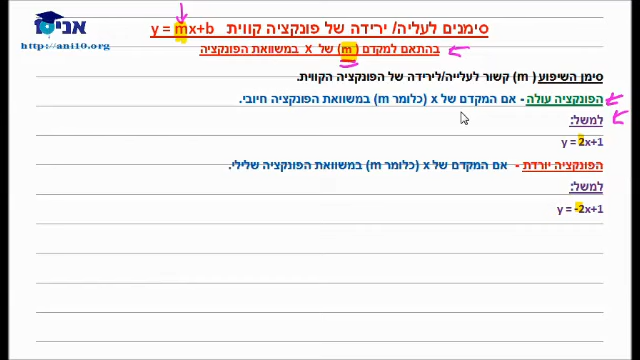 אניס
http://ani10.org
סימנים לעליה/ ירידה של פונקציה קווית y = mx+b
בהתאם למקדם (m) של x במשוואת הפונקציה
סימן השיפוע (m) קשור לעלייה/לירידה של הפונקציה הקווית.
הפונקציה עולה - אם המקדם של x (כלומר m) במשוואת הפונקציה חיובי.
למשל:
y = 2x+1
הפונקציה יורדת - אם המקדם של x (כלומר m) במשוואת הפונקציה שלילי.
למשל:
y = -2x+1